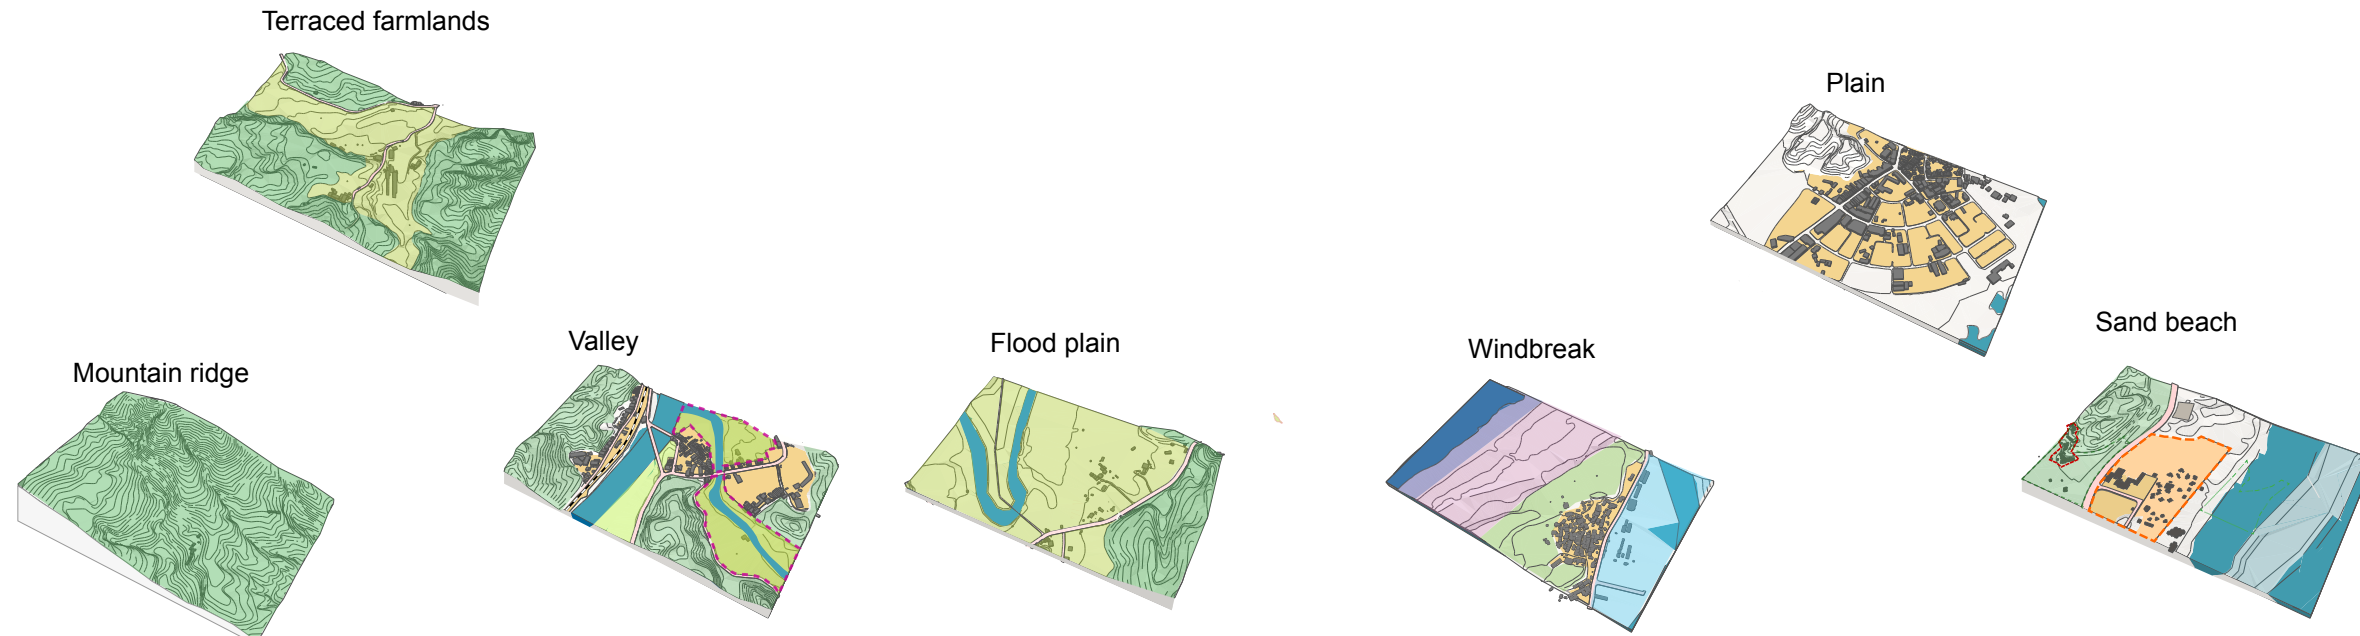 Terraced farmlands
Plain
Sand beach
Valley
Flood plain
Windbreak
Mountain ridge